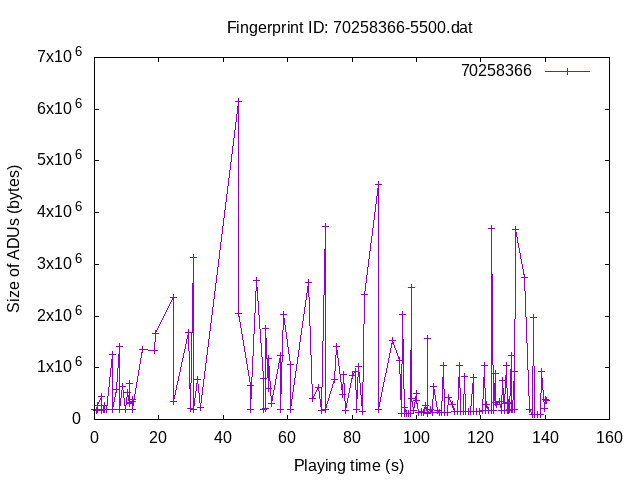 Fingerprint ID: 70258366-5500.dat
7x10^6
70258366
6x10^6
5x10^6
4x10^6
3x10^6
2x10^6
1x10^6
0
Size of ADUs (bytes)
0 20 40 60 80 100 120 140 160
Playing time (s)